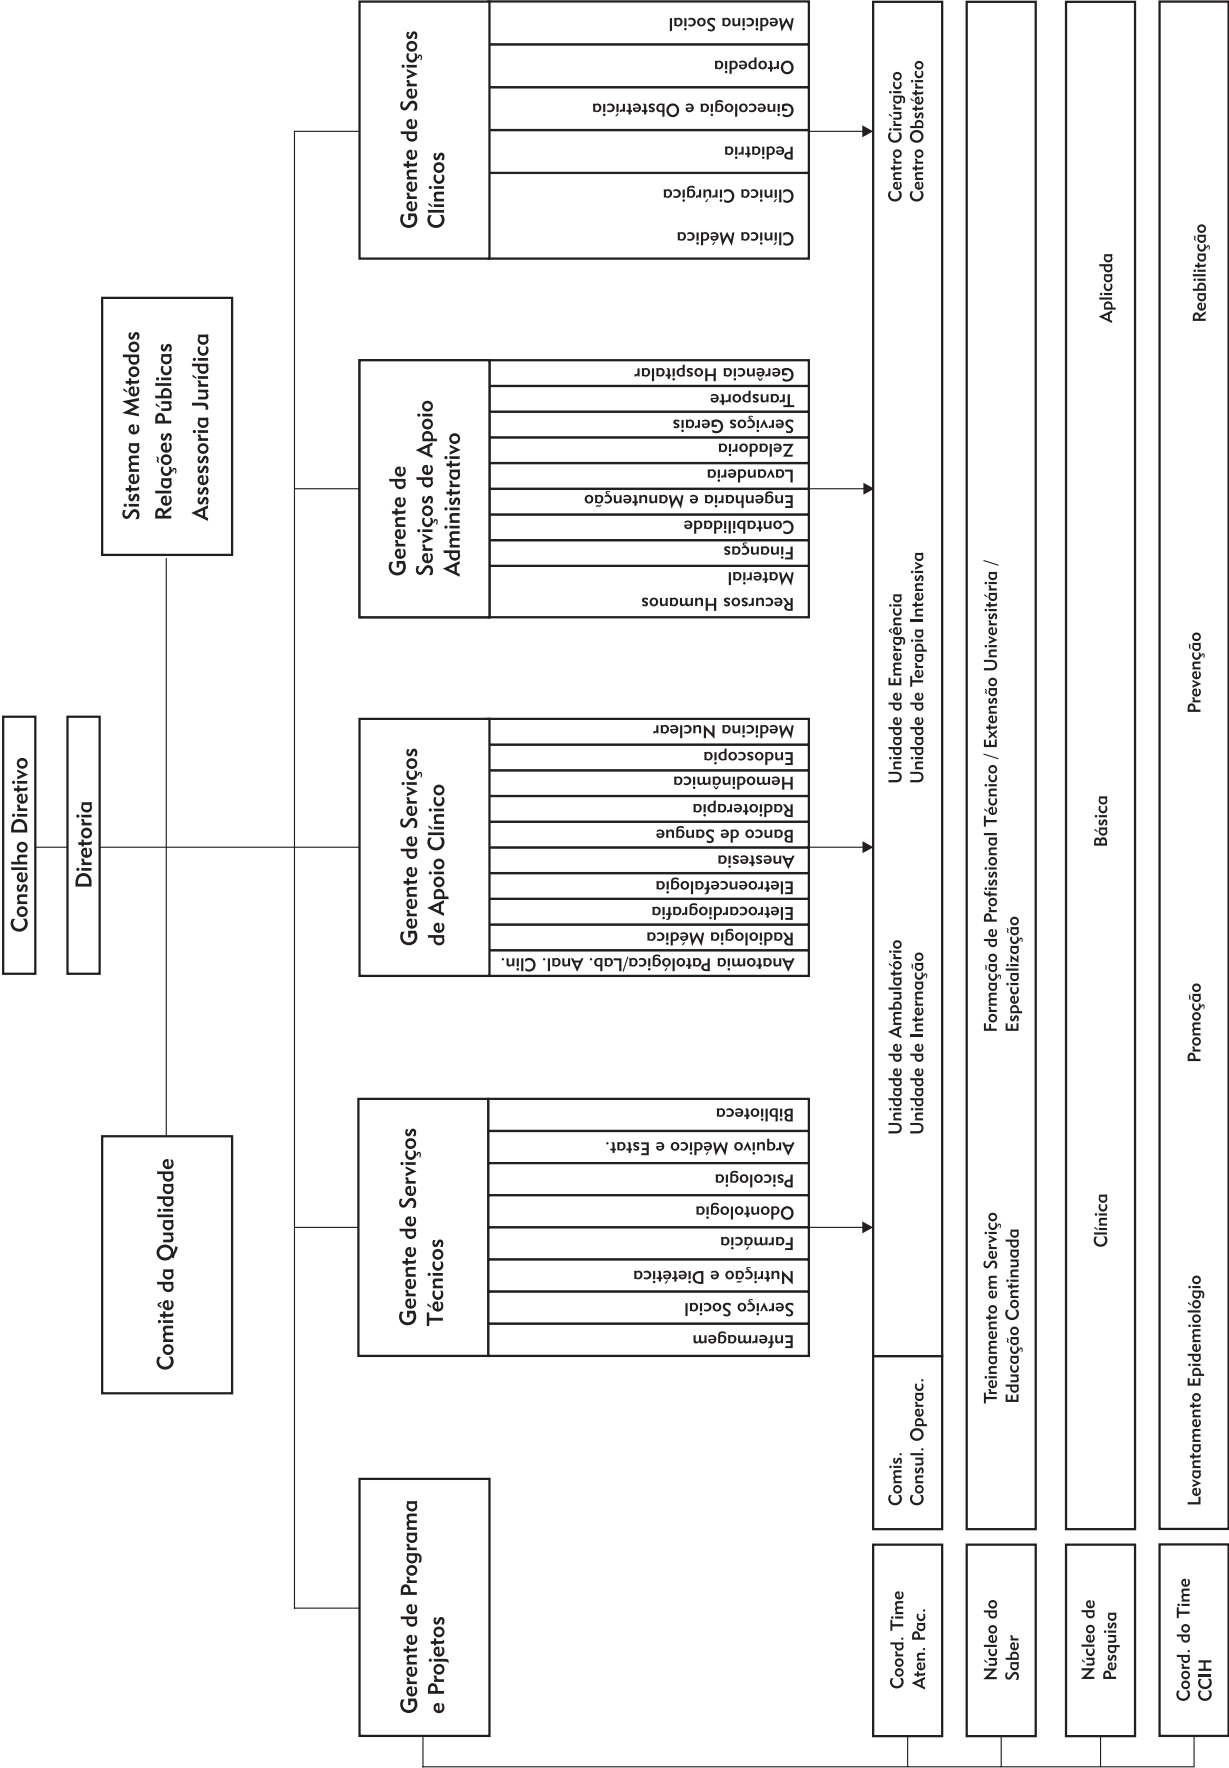 Conselho Diretivo
Diretoria
Comitê da Qualidade
Sistema e Métodos
Relações Públicas
Assessoria Jurídica
Gerente de Programa
e Projetos
Gerente de Serviços
Técnicos
Enfermagem
Serviço Social
Nutrição e Dietética
Farmácia
Odontologia
Psicologia
Arquivo Médico e Estat.
Biblioteca
Gerente de Serviços
de Apoio Clínico
Anatomia Patológica/Lab. Anal. Clin.
Radiologia Médica
Eletrocardiografia
Eletroencefalogia
Anestesia
Banco de Sangue
Radioterapia
Hemodinâmica
Endoscopia
Medicina Nuclear
Gerente de
Serviços de Apoio
Administrativo
Recursos Humanos
Material
Finanças
Contabilidade
Engenharia e Manutenção
Lavanderia
Zeladoria
Serviços Gerais
Transporte
Gerência Hospitalar
Gerente de Serviços
Clínicos
Clínica Médica
Clínica Cirúrgica
Pediatria
Ginecologia e Obstetrícia
Ortopedia
Medicina Social
Coord. Time
Aten. Pac.
Comis.
Consul. Operac.
Unidade de Ambulatório
Unidade de Internação
Unidade de Emergência
Unidade de Terapia Intensiva
Centro Cirúrgico
Centro Obstétrico
Núcleo do
Saber
Treinamento em Serviço
Educação Continuada
Formação de Profissional Técnico / Extensão Universitária /
Especialização
Núcleo de
Pesquisa
Clínica
Básica
Aplicada
Coord. do Time
CCIH
Levantamento Epidemiológio
Promoção
Prevenção
Reabilitação